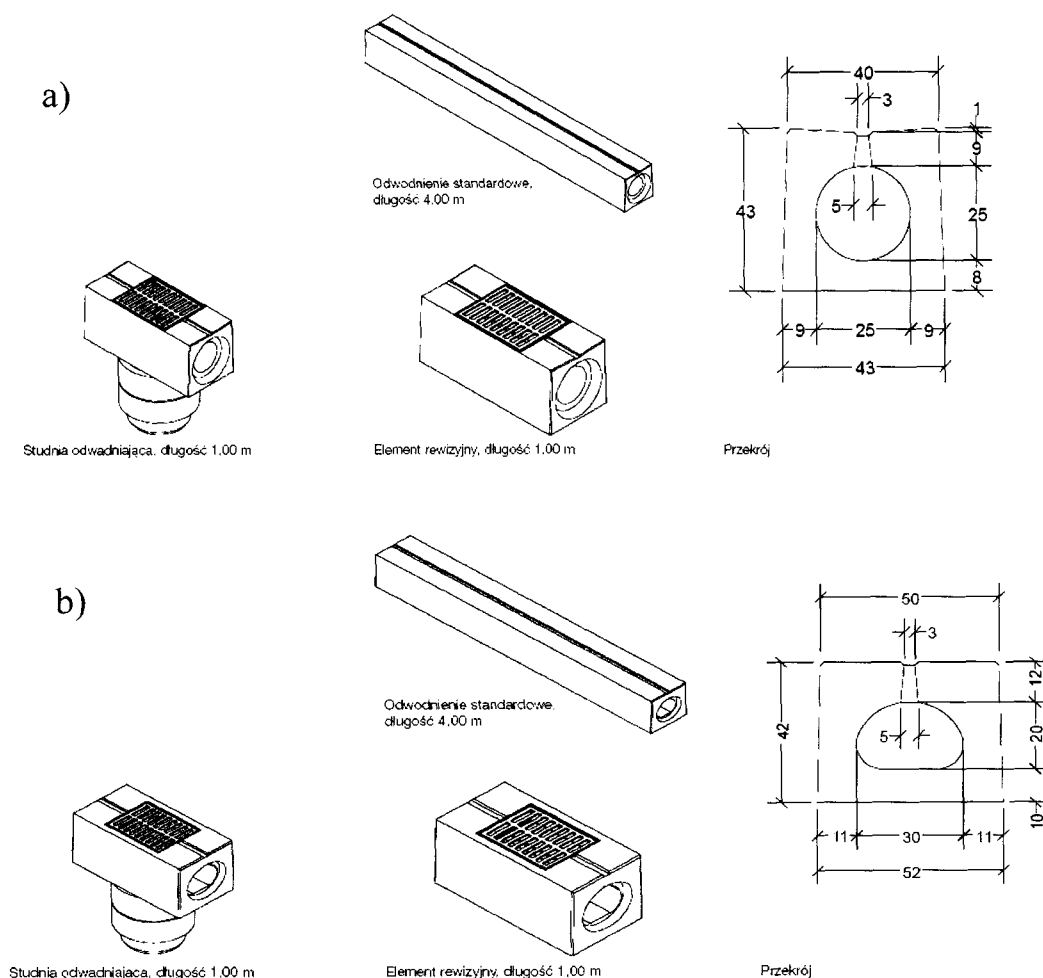 a)
Odwodnienie standardowe,
długość 4,00 m
40
3
1
9
43
5
25
8
9 25 9
43
Studnia odwadniająca, długość 1,00 m
Element rewizyjny, długość 1,00 m
Przekrój
b)
Odwodnienie standardowe,
długość 4,00 m
50
3
12
42
5
20
10
11 30 11
52
Studnia odwadniająca, długość 1,00 m
Element rewizyjny, długość 1,00 m
Przekrój